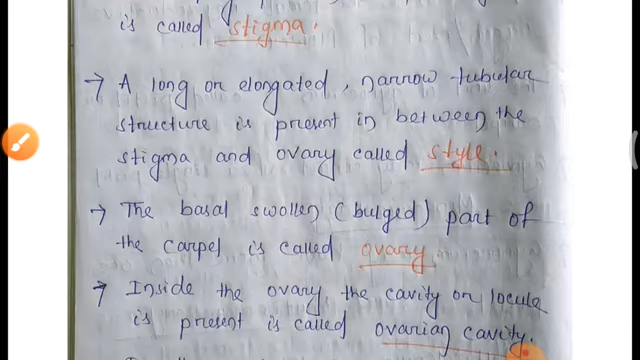 is called stigma.
→ A long or elongated, narrow tubular
structure is present in between the
stigma and ovary called style.
→ The basal swollen (bulged) part of
the carpel is called ovary
→ Inside the ovary, the cavity or locule
is present is called ovarian cavity.